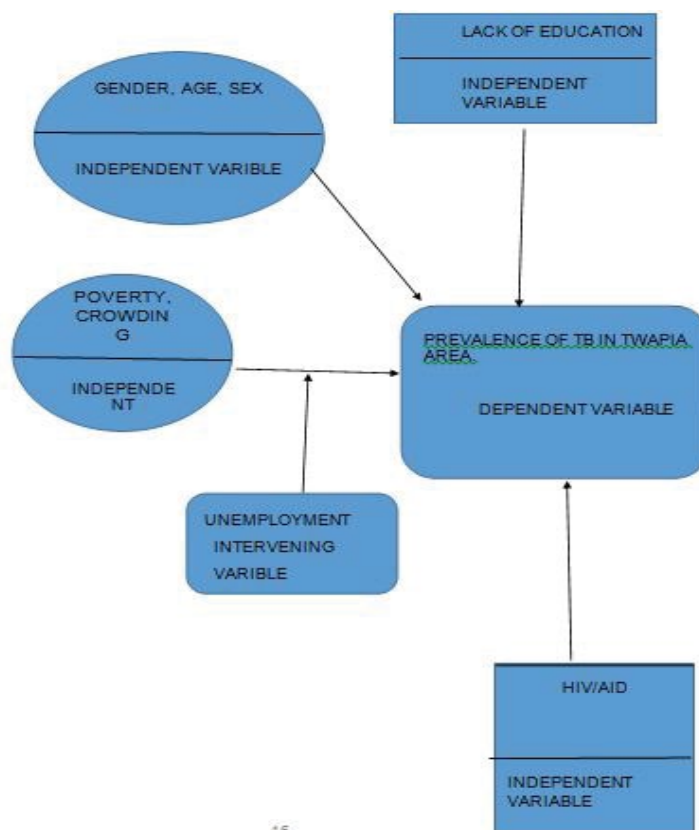 LACK OF EDUCATION
INDEPENDENT
VARIABLE
GENDER, AGE, SEX
INDEPENDENT VARIBLE
POVERTY,
CROWDIN
G
INDEPENDE
NT
PREVALENCE OF TB IN TWAPIA
AREA
DEPENDENT VARIABLE
UNEMPLOYMENT
INTERVENING
VARIBLE
HIV/AID
INDEPENDENT
VARIABLE